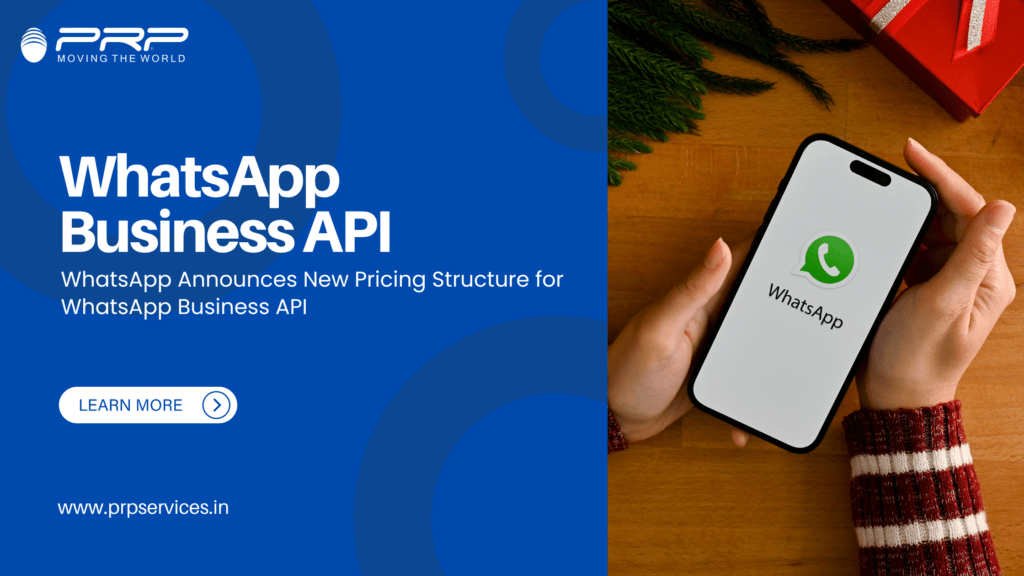 PRP
MOVING THE WORLD
WhatsApp
Business API
WhatsApp Announces New Pricing Structure for
WhatsApp Business API
LEARN MORE
www.prpservices.in
WhatsApp